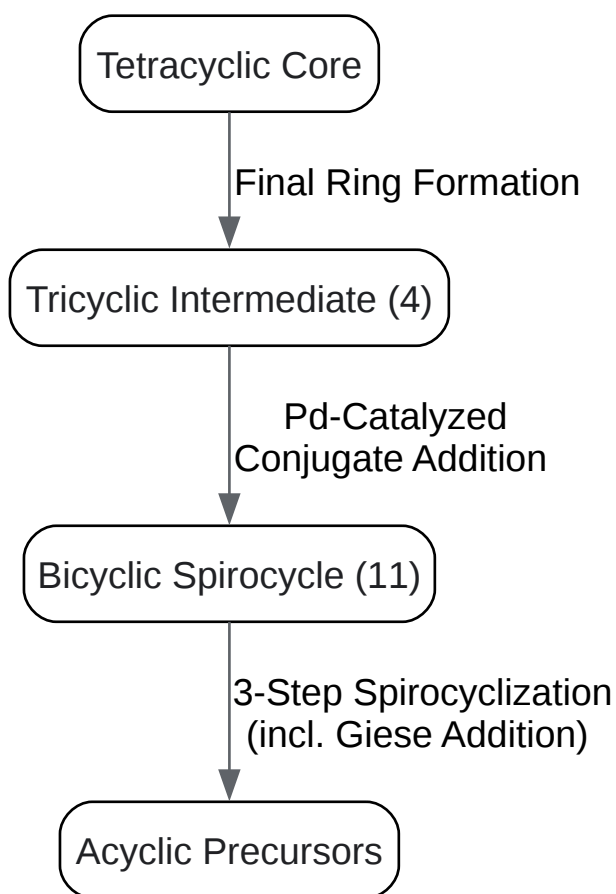 Tetracyclic Core
Final Ring Formation
Tricyclic Intermediate (4)
Pd-Catalyzed
Conjugate Addition
Bicyclic Spirocycle (11)
3-Step Spirocyclization
(incl. Giese Addition)
Acyclic Precursors